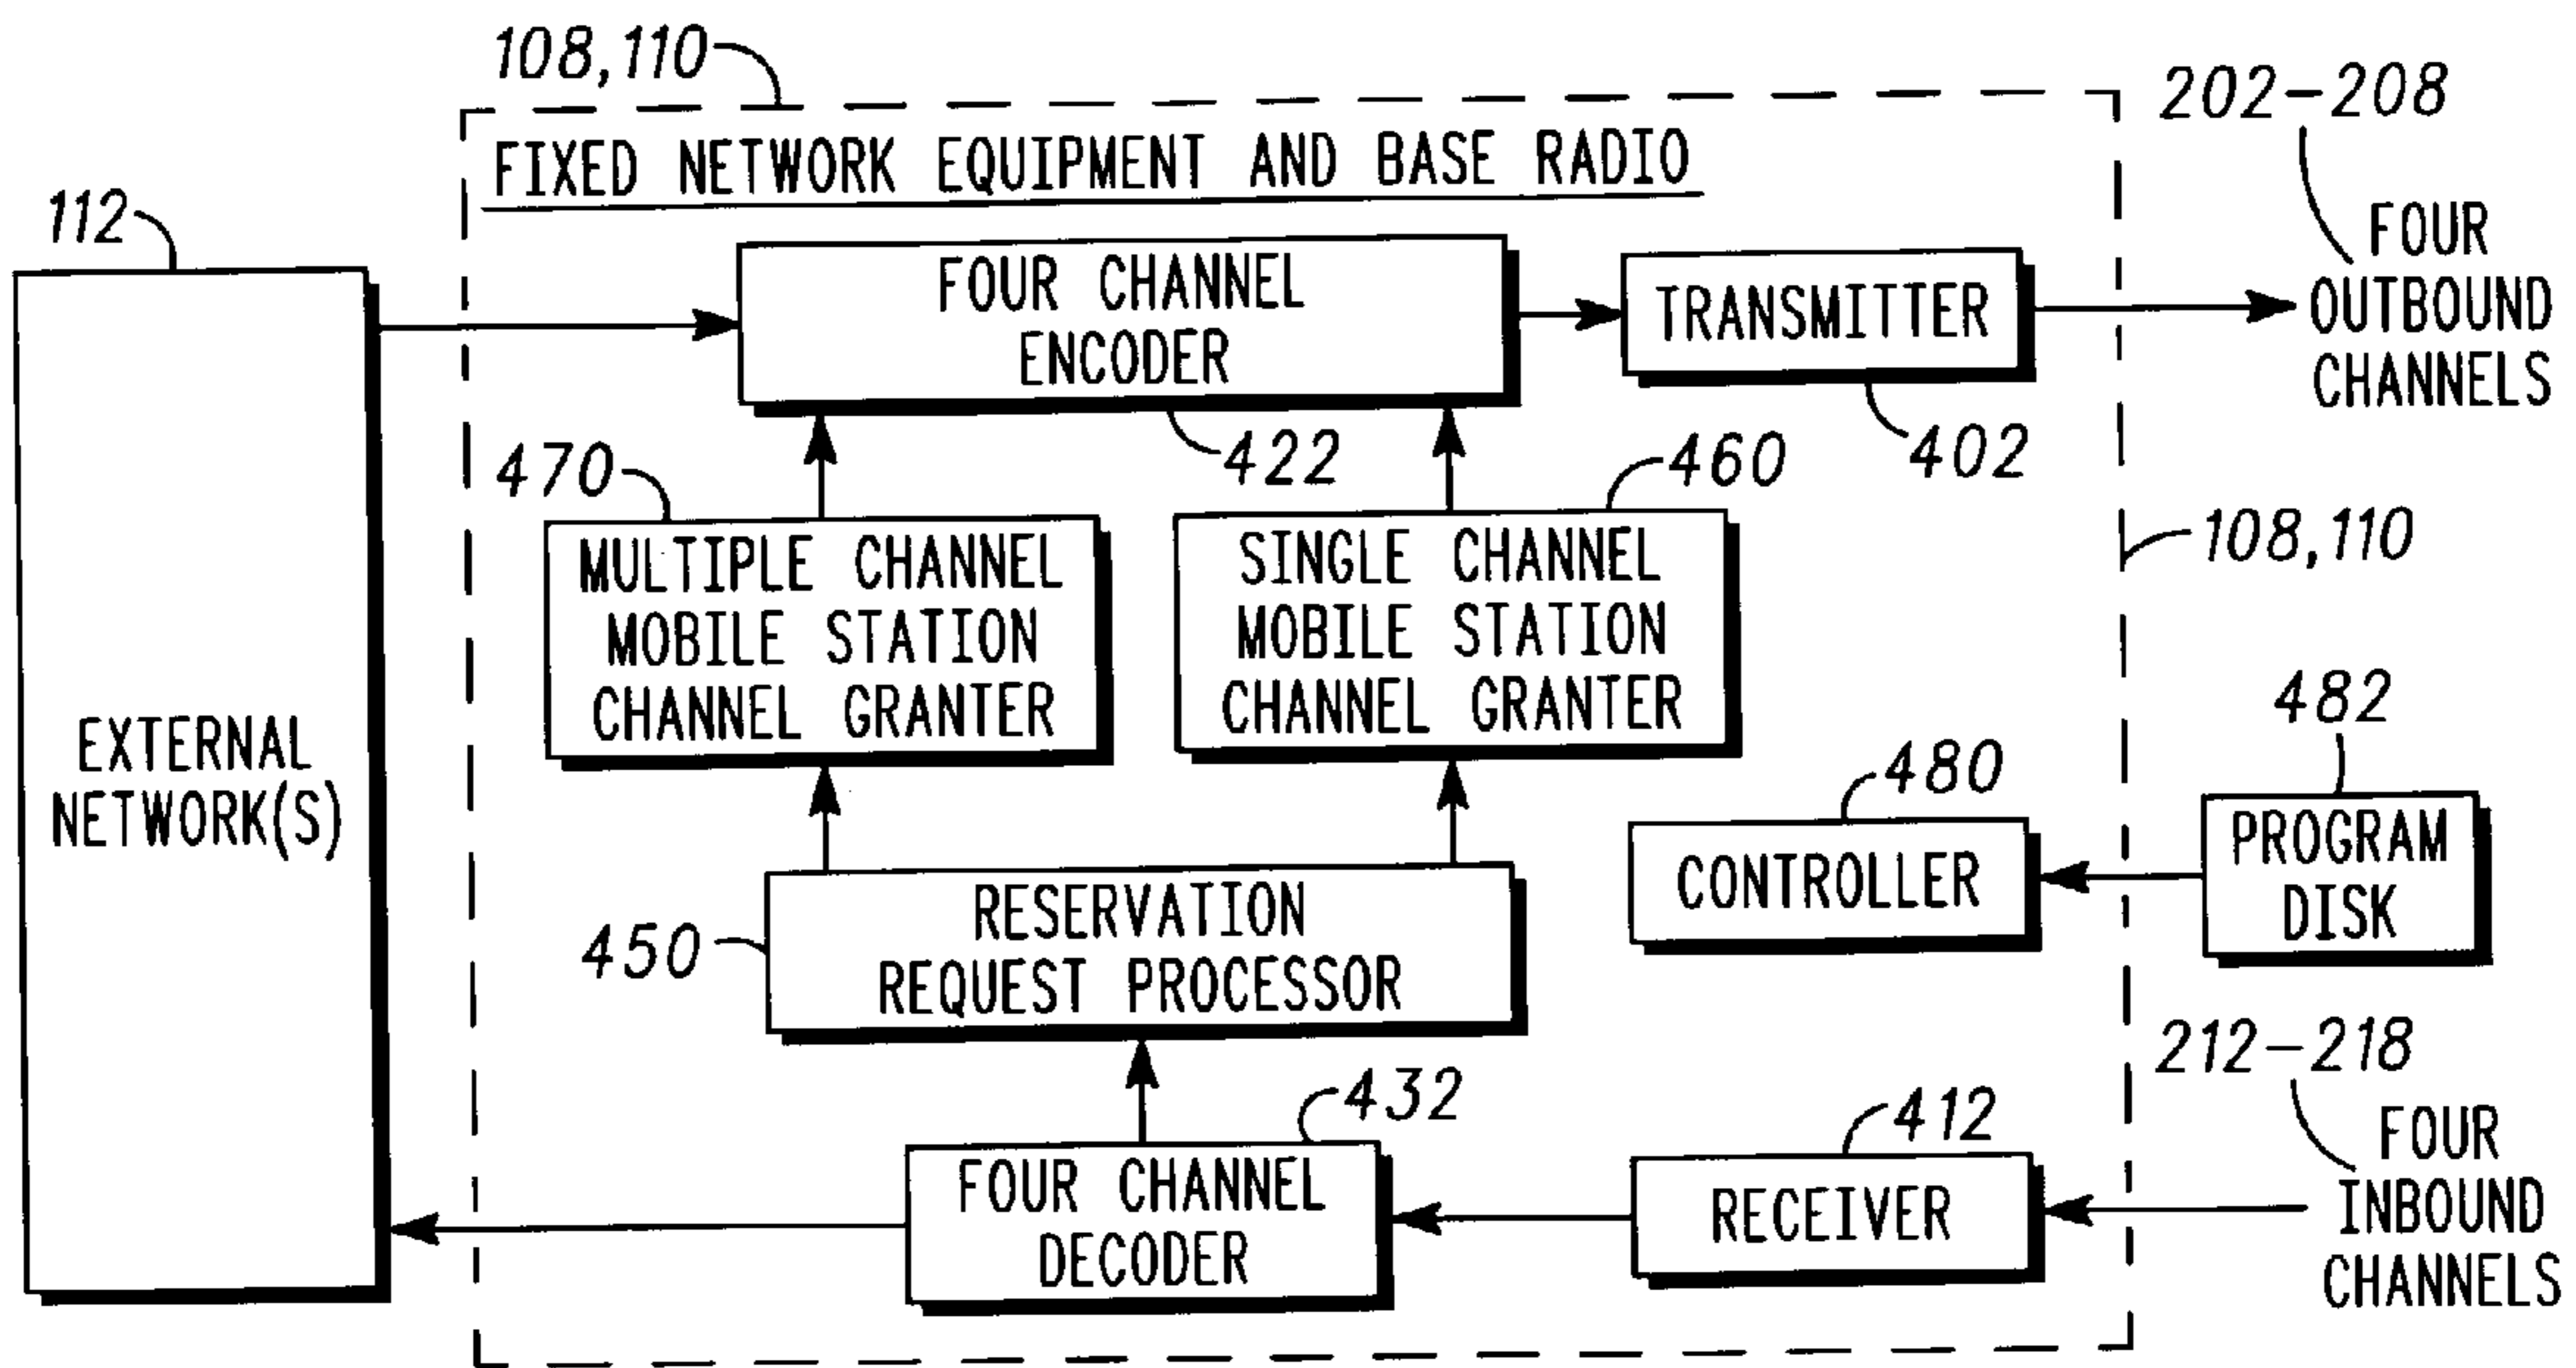 108,110
202-208
FIXED NETWORK EQUIPMENT AND BASE RADIO
112
FOUR CHANNEL
ENCODER
TRANSMITTER
FOUR
OUTBOUND
CHANNELS
422
402
470
460
108,110
MULTIPLE CHANNEL
MOBILE STATION
CHANNEL GRANTER
SINGLE CHANNEL
MOBILE STATION
CHANNEL GRANTER
EXTERNAL
NETWORK(S)
482
480
CONTROLLER
PROGRAM
DISK
450
RESERVATION
REQUEST PROCESSOR
212-218
432
412
FOUR CHANNEL
DECODER
RECEIVER
FOUR
INBOUND
CHANNELS